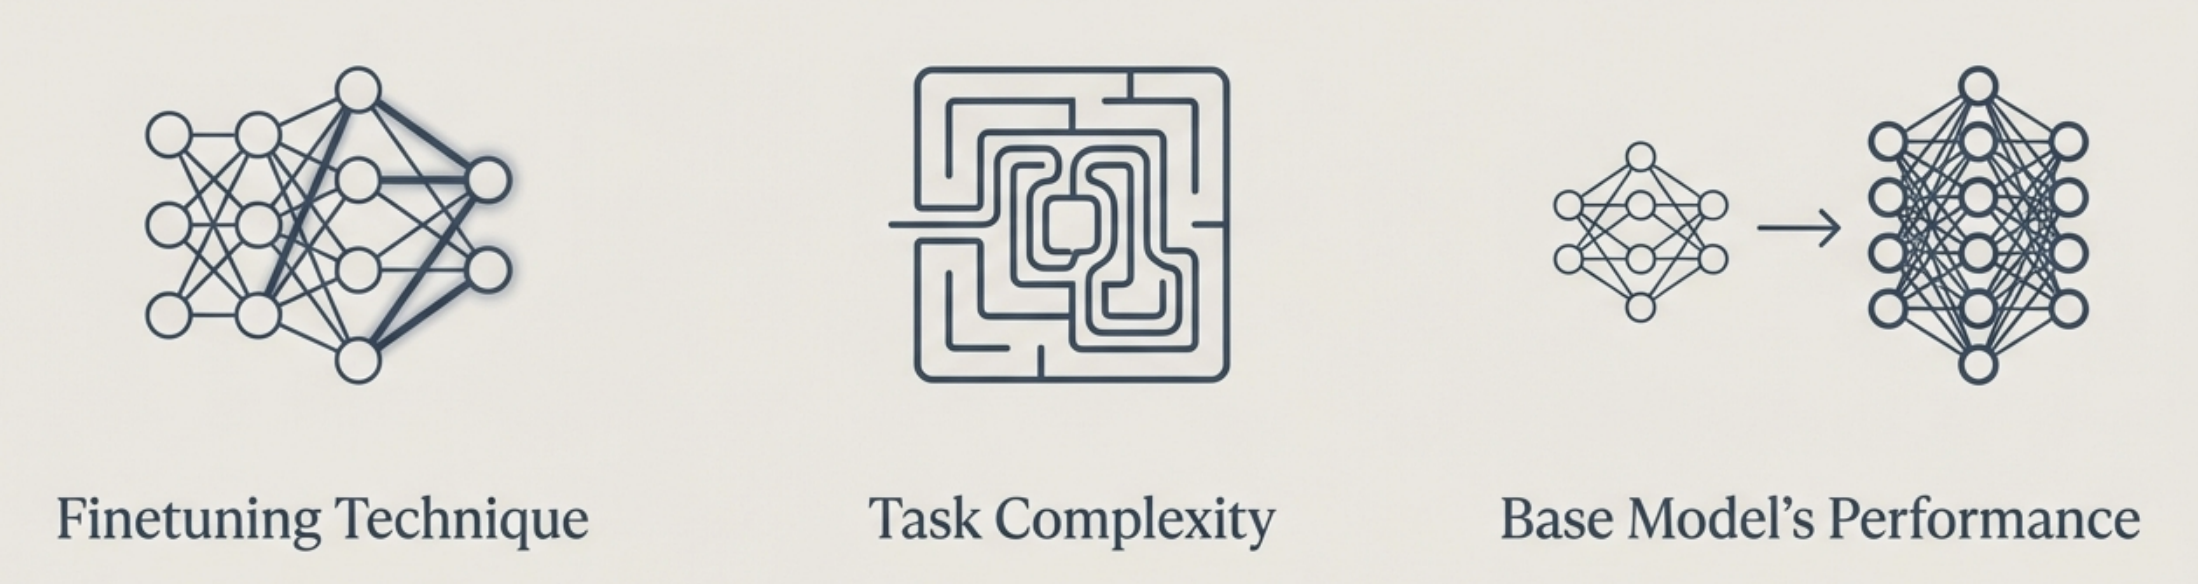 Finetuning Technique
Task Complexity
Base Model’s Performance